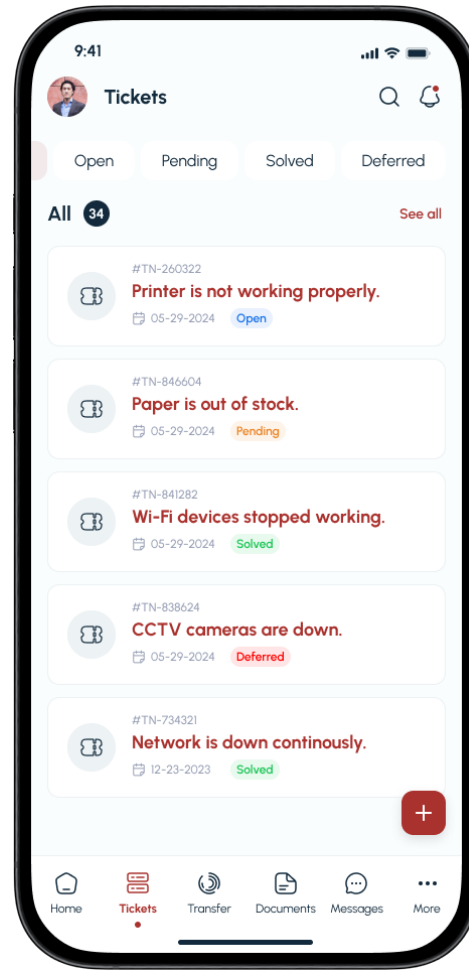 9:41
Tickets
Open Pending Solved Deferred
All 34 See all
#TN-260322
Printer is not working properly.
05-29-2024 Open
#TN-846604
Paper is out of stock.
05-29-2024 Pending
#TN-841282
Wi-Fi devices stopped working.
05-29-2024 Solved
#TN-838624
CCTV cameras are down.
05-29-2024 Deferred
#TN-734321
Network is down continously.
12-23-2023 Solved
+
Home Tickets Transfer Documents Messages More